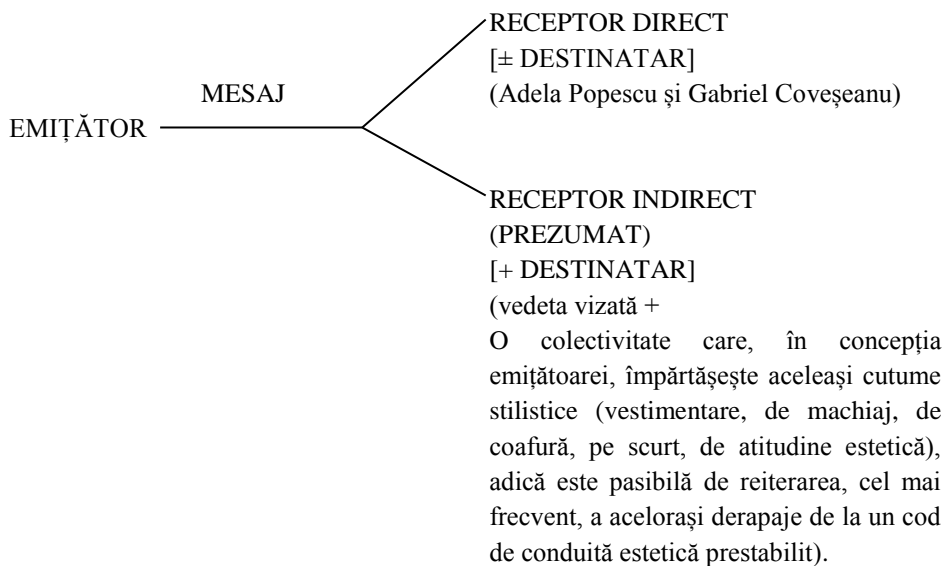 RECEPTOR DIRECT
[± DESTINATAR]
(Adela Popescu și Gabriel Coveșeanu)
MESAJ
EMIȚĂTOR
RECEPTOR INDIRECT
(PREZUMAT)
[+ DESTINATAR]
(vedeta vizată +
O colectivitate care, în concepția
emițătoarei, împărtășește aceleași cutume
stilistice (vestimentare, de machiaj, de
coafură, pe scurt, de atitudine estetică),
adică este pasibilă de reiterarea, cel mai
frecvent, a acelorași derapaje de la un cod
de conduită estetică prestabilit).